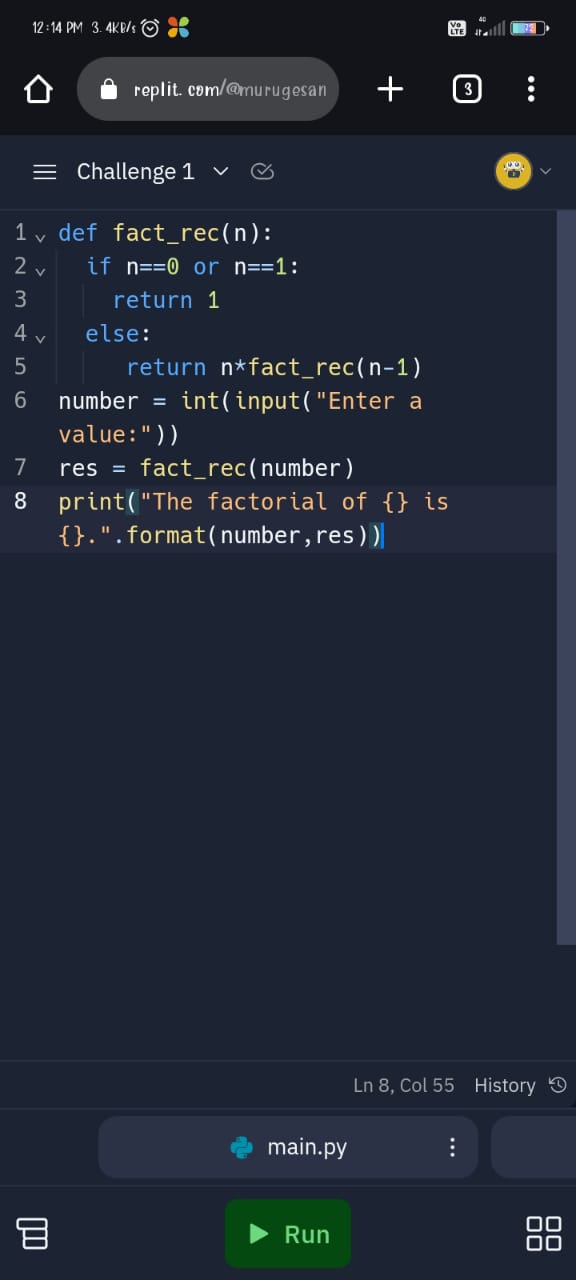 12:14 PM 3.4KB/s Vo LTE 4G
replit.com/@murugesan 3
Challenge 1
1 def fact_rec(n):
2   if n==0 or n==1:
3     return 1
4   else:
5      return n*fact_rec(n-1)
6 number = int(input("Enter a
value:"))
7 res = fact_rec(number)
8 print("The factorial of {} is
{}.".format(number,res))
Ln 8, Col 55 History
main.py
Run